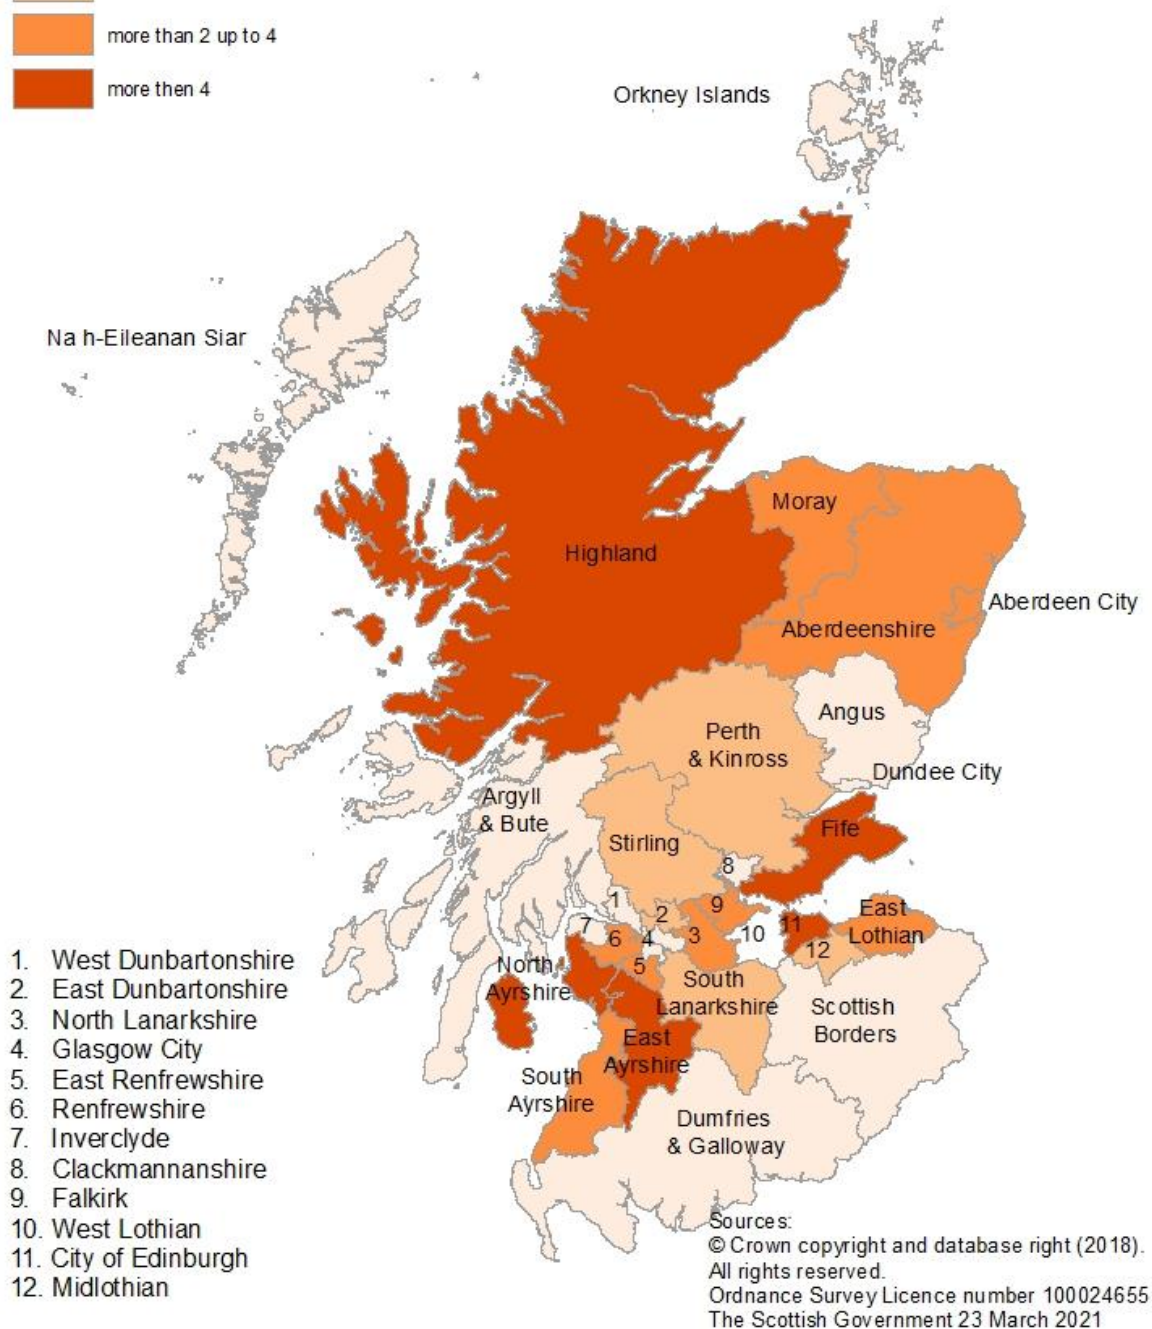 more than 2 up to 4
more then 4
Orkney Islands
Na h-Eileanan Siar
Moray
Highland
Aberdeen City
Aberdeenshire
Angus
Perth
& Kinross
Dundee City
Argyll
& Bute
Fife
Stirling
8
1
9
East
Lothian
2
7
11
10
6
4
3
12
5
North
Ayrshire
South
Lanarkshire
Scottish
Borders
East
Ayrshire
South
Ayrshire
Dumfries
& Galloway
1. West Dunbartonshire
2. East Dunbartonshire
3. North Lanarkshire
4. Glasgow City
5. East Renfrewshire
6. Renfrewshire
7. Inverclyde
8. Clackmannanshire
9. Falkirk
10. West Lothian
11. City of Edinburgh
12. Midlothian
Sources:
© Crown copyright and database right (2018).
All rights reserved.
Ordnance Survey Licence number 100024655
The Scottish Government 23 March 2021